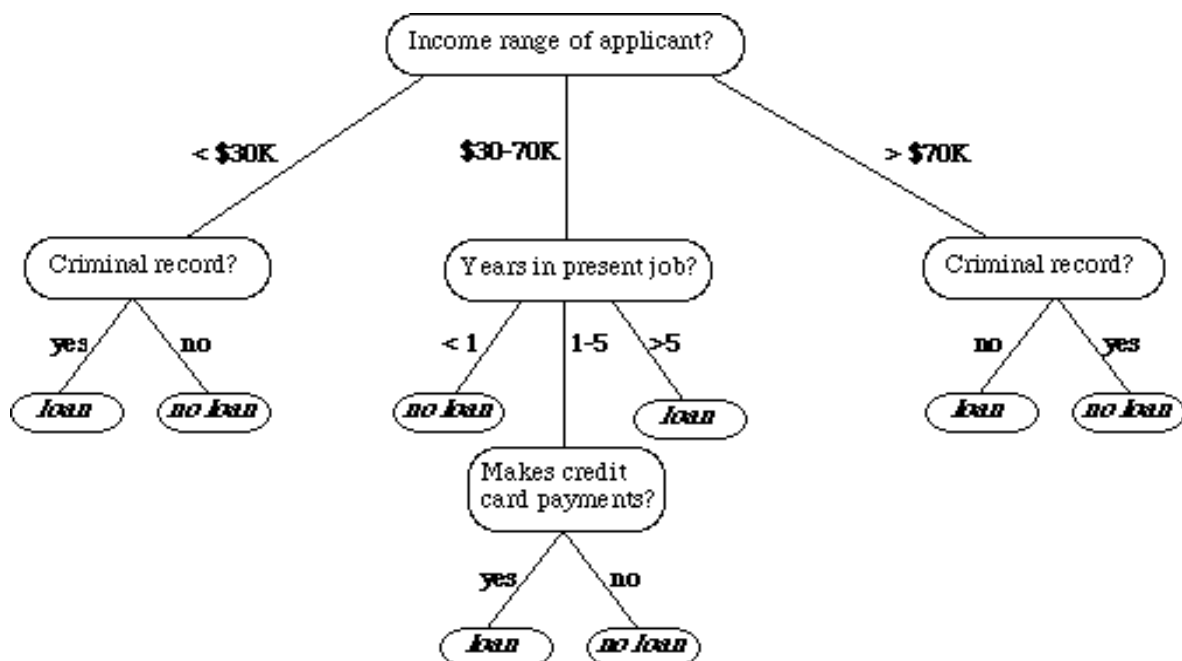 Income range of applicant?
< $30K
$30-70K
> $70K
Criminal record?
Years in present job?
Criminal record?
yes
no
< 1
1-5
>5
no
yes
loan
no loan
no loan
loan
loan
no loan
Makes credit
card payments?
yes
no
loan
no loan